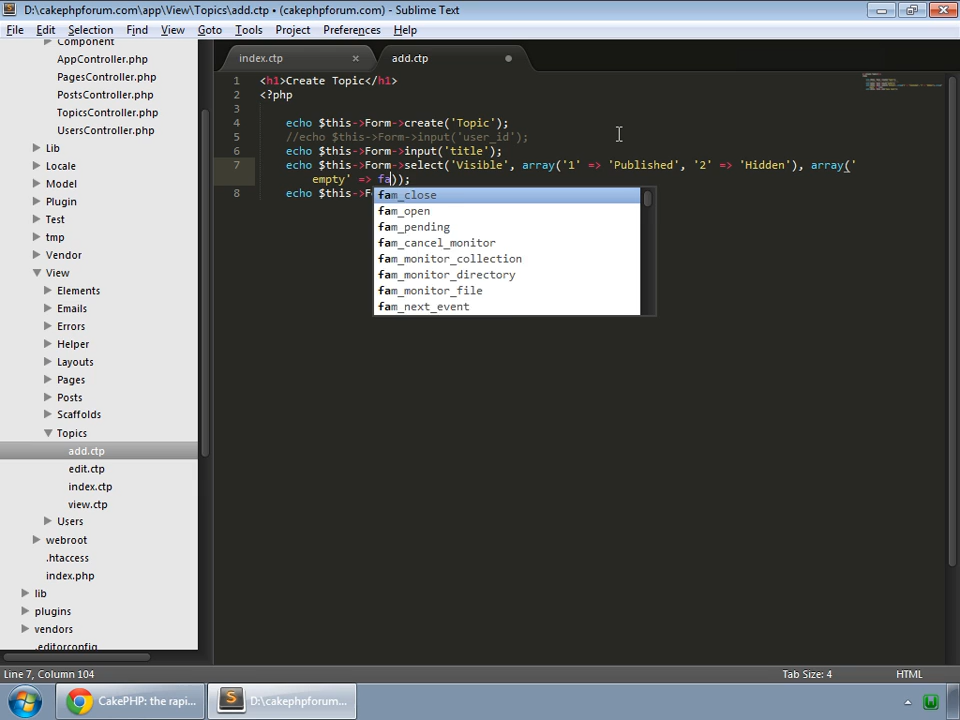 D:\cakephpforum.com\app\View\Topics\add.ctp • (cakephpforum.com) - Sublime Text
File Edit Selection Find View Goto Tools Project Preferences Help
Component
AppController.php
PagesController.php
PostsController.php
TopicsController.php
UsersController.php
Lib
Locale
Model
Plugin
Test
tmp
Vendor
View
Elements
Emails
Errors
Helper
Layouts
Pages
Posts
Scaffolds
Topics
add.ctp
edit.ctp
index.ctp
view.ctp
Users
webroot
.htaccess
index.php
lib
plugins
vendors
.editorconfig
index.ctp × add.ctp
1 <h1>Create Topic</h1>
2 <?php
3
4 echo $this->Form->create('Topic');
5 //echo $this->Form->input('user_id');
6 echo $this->Form->input('title');
7 echo $this->Form->select('Visible', array('1' => 'Published', '2' => 'Hidden'), array('
empty' => fa));
8 echo $this->F
fam_close
fam_open
fam_pending
fam_cancel_monitor
fam_monitor_collection
fam_monitor_directory
fam_monitor_file
fam_next_event
Line 7, Column 104 Tab Size: 4 HTML
CakePHP: the rapi... D:\cakephpforum...